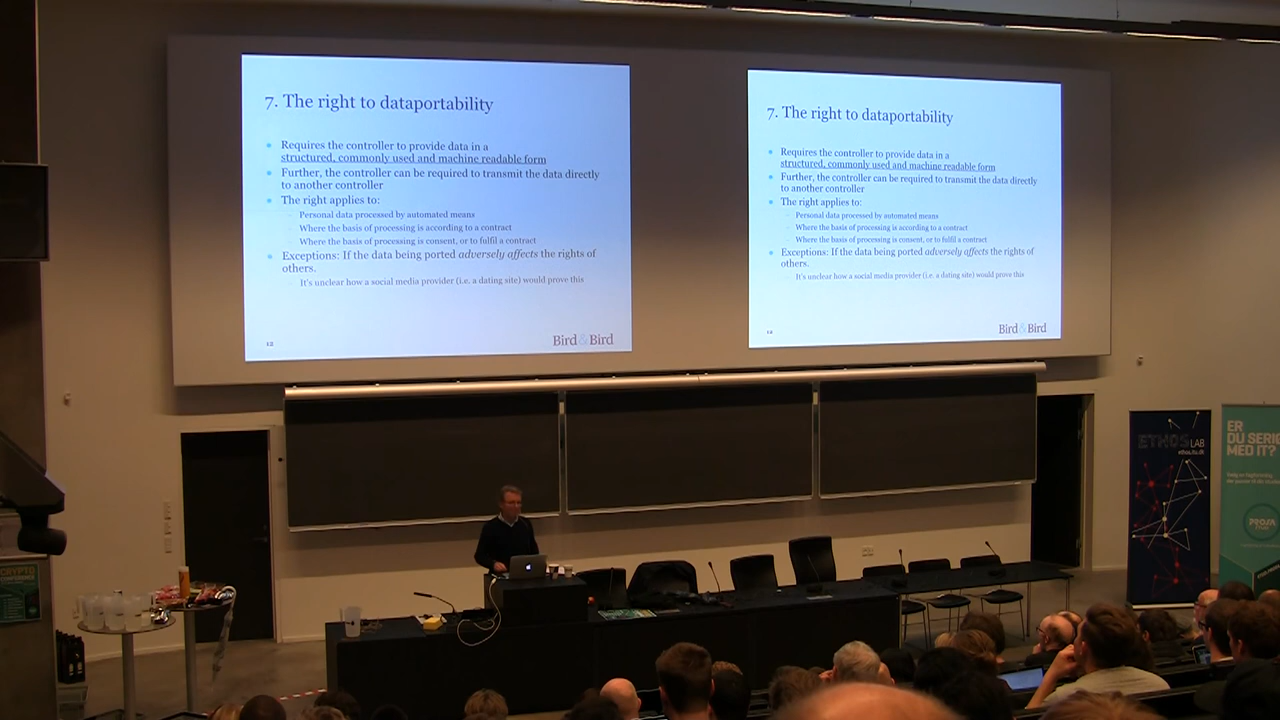 7. The right to dataportability
Requires the controller to provide data in a
structured, commonly used and machine readable form
Further, the controller can be required to transmit the data directly
to another controller
The right applies to:
Personal data processed by automated means
Where the basis of processing is according to a contract
Where the basis of processing is consent, or to fulfil a contract
Exceptions: If the data being ported adversely affects the rights of
others.
It's unclear how a social media provider (i.e. a dating site) would prove this
12
Bird & Bird
7. The right to dataportability
Requires the controller to provide data in a
structured, commonly used and machine readable form
Further, the controller can be required to transmit the data directly
to another controller
The right applies to:
Personal data processed by automated means
Where the basis of processing is according to a contract
Where the basis of processing is consent, or to fulfil a contract
Exceptions: If the data being ported adversely affects the rights of
others.
It's unclear how a social media provider (i.e. a dating site) would prove this
12
Bird & Bird
ETHOS LAB
ethos.itu.dk
ER
DU SERIØ
MED IT?
PROSA
CRYPTO